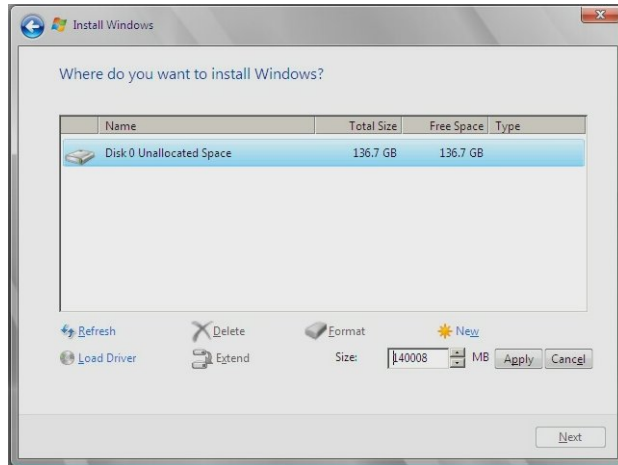 Install Windows
Where do you want to install Windows?
Name Total Size Free Space Type
Disk 0 Unallocated Space 136.7 GB 136.7 GB
Refresh Delete Format New
Load Driver Extend Size: 140008 MB Apply Cancel
Next